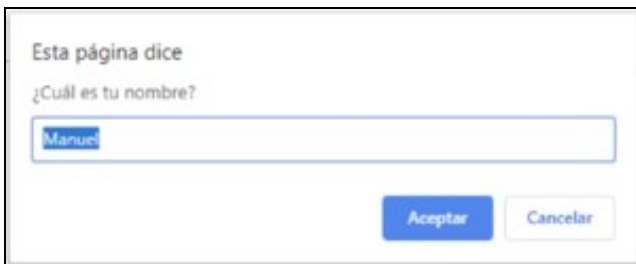 Esta página dice
¿Cuál es tu nombre?
Manuel
Aceptar Cancelar